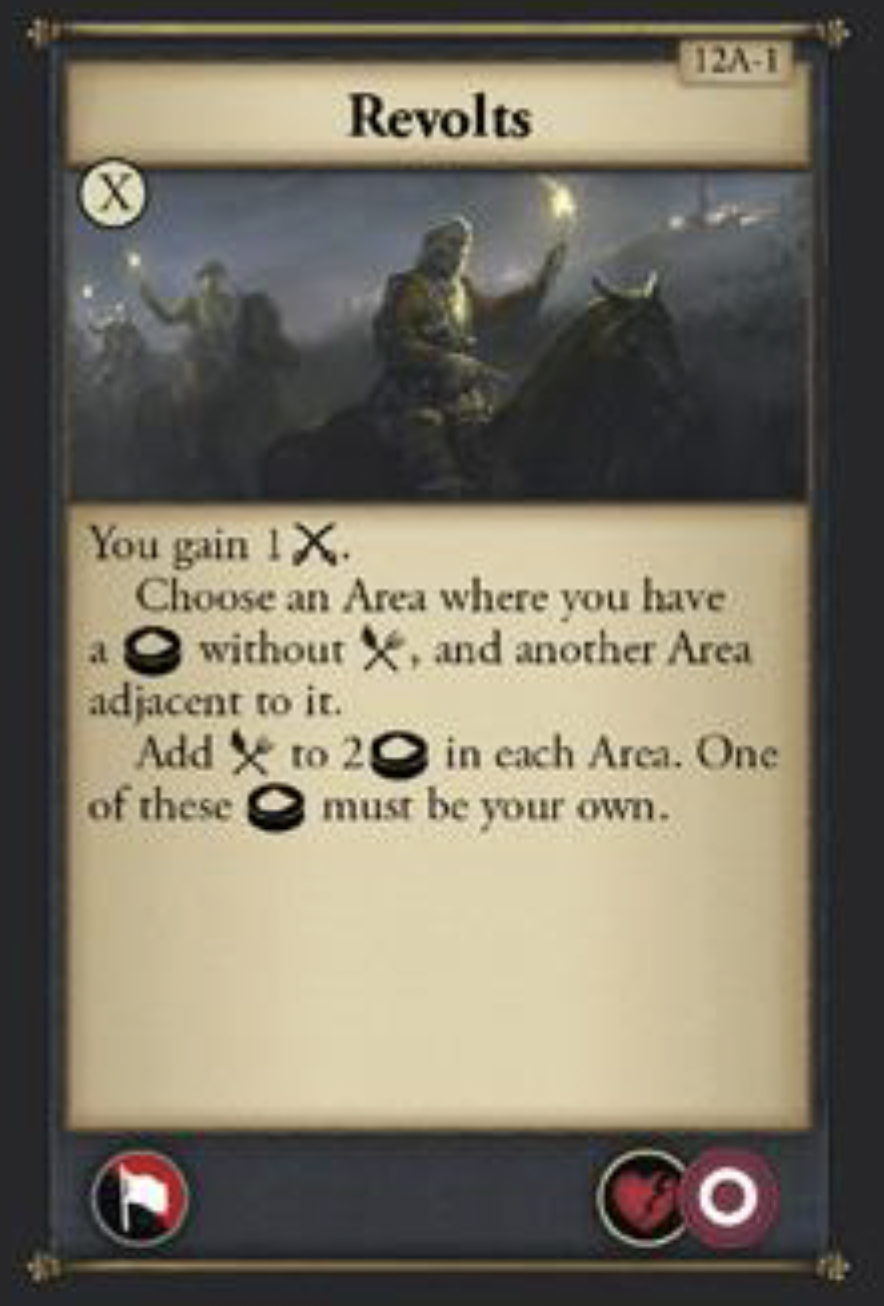 12A-1
Revolts
X
You gain 1 .
Choose an Area where you have
a without , and another Area
adjacent to it.
Add to 2 in each Area. One
of these must be your own.